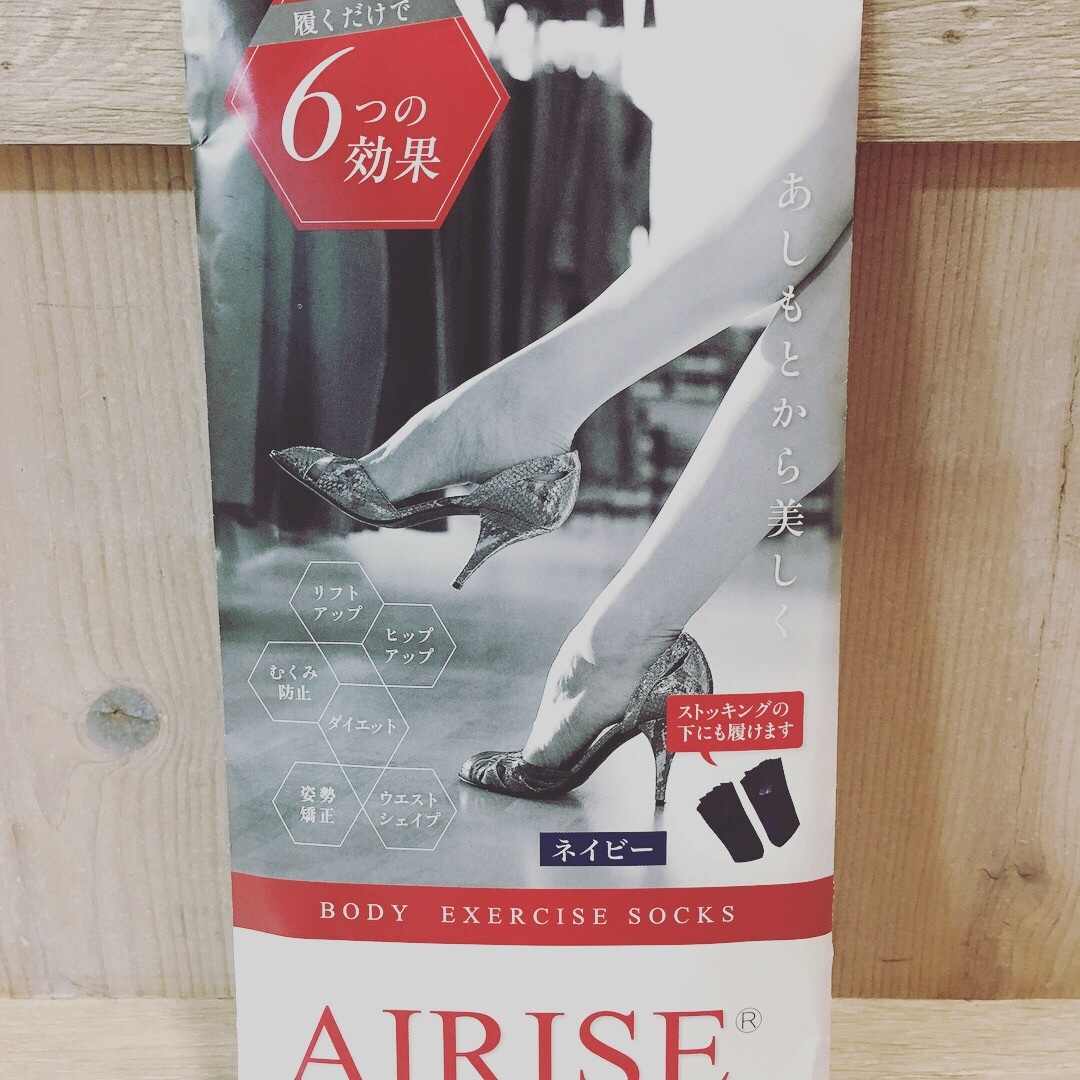 履くだけで
6つの
効果
あしもとから美しく
リフト
アップ
ヒップ
アップ
むくみ
防止
ダイエット
姿勢
矯正
ウエスト
シェイプ
ストッキングの
下にも履けます
ネイビー
BODY EXERCISE SOCKS
AIRISE®